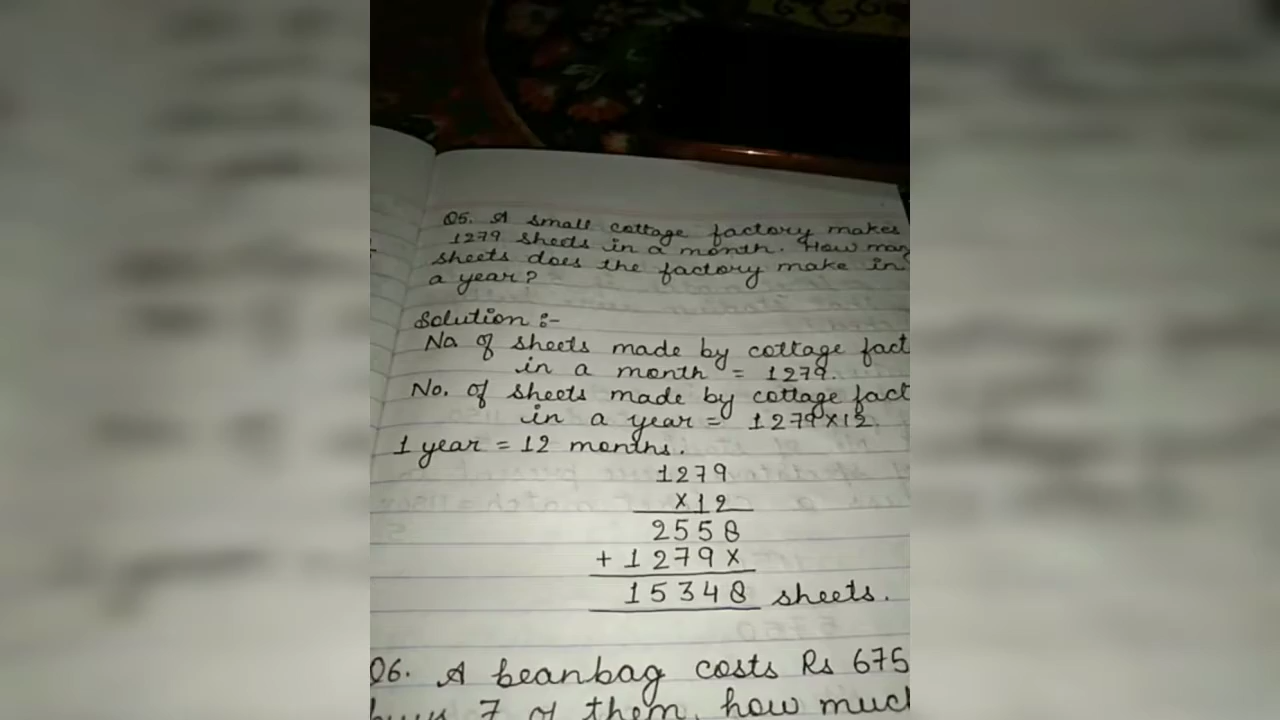 Q5. A small cottage factory makes
1279 sheets in a month. How many
sheets does the factory make in
a year?
Solution :-
No of sheets made by cottage fact
in a month = 1279.
No. of sheets made by cottage fact
in a year = 1279×12.
1 year = 12 months.
1279
×12
2558
+ 1279×
15348 sheets.
Q6. A beanbag costs Rs 675
7 of them, how much